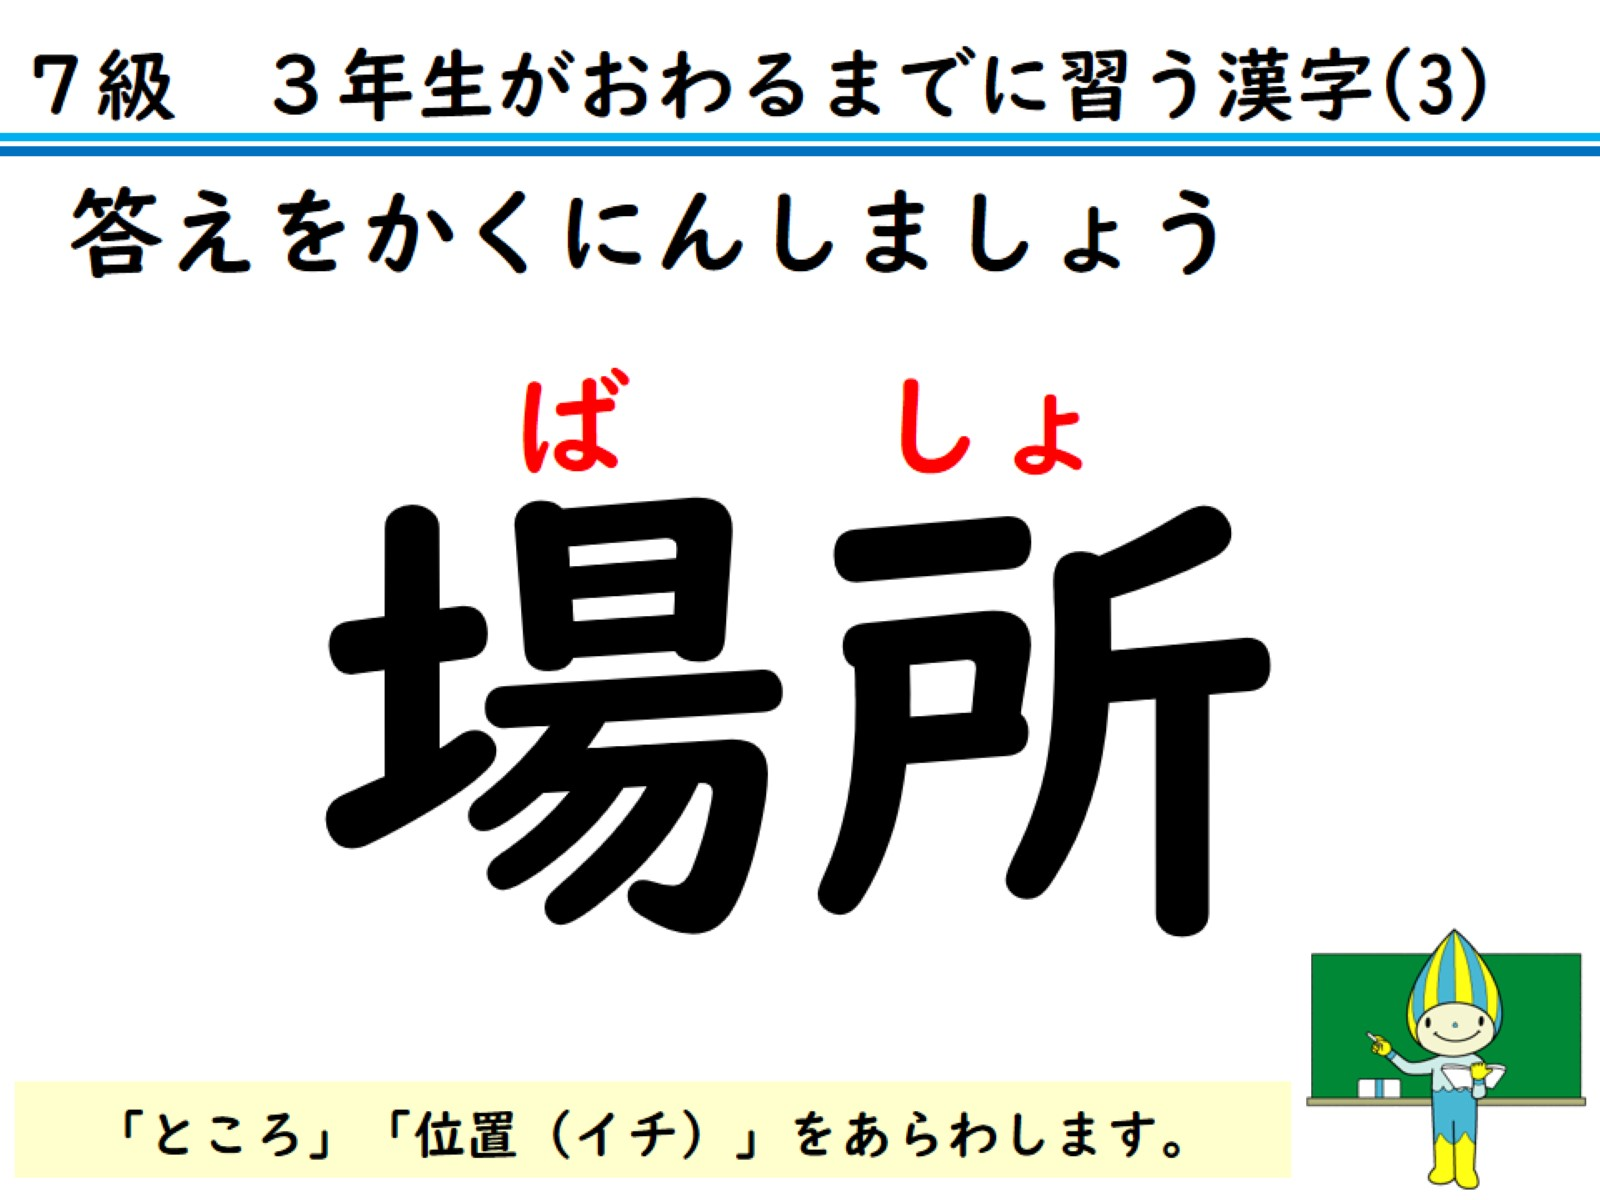 ７級　３年生がおわるまでに習う漢字(3)
答えをかくにんしましょう
ば　しょ
場所
「ところ」「位置（イチ）」をあらわします。